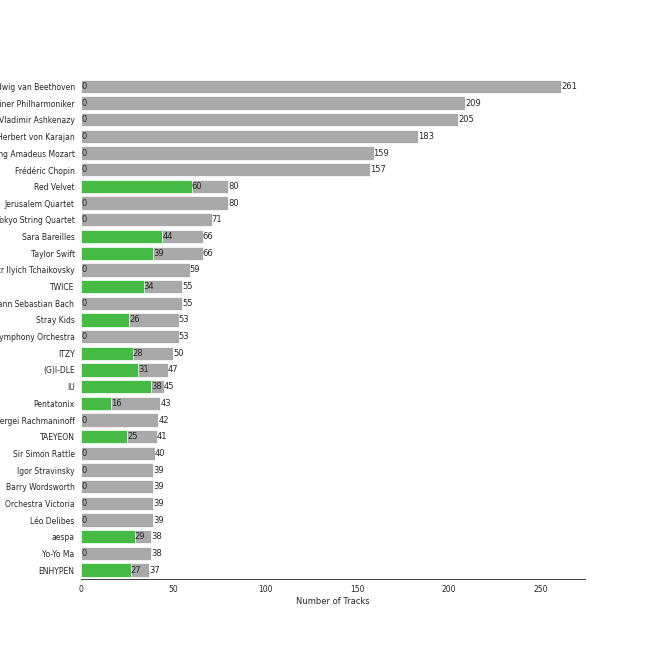 dwig van Beethoven 0 261
iner Philharmoniker 0 209
Vladimir Ashkenazy 0 205
Herbert von Karajan 0 183
ng Amadeus Mozart 0 159
Frédéric Chopin 0 157
Red Velvet 60 80
Jerusalem Quartet 0 80
okyo String Quartet 0 71
Sara Bareilles 44 66
Taylor Swift 39 66
r Ilyich Tchaikovsky 0 59
TWICE 34 55
ann Sebastian Bach 0 55
Stray Kids 26 53
ymphony Orchestra 0 53
ITZY 28 50
(G)I-DLE 31 47
IU 38 45
Pentatonix 16 43
ergei Rachmaninoff 0 42
TAEYEON 25 41
Sir Simon Rattle 0 40
Igor Stravinsky 0 39
Barry Wordsworth 0 39
Orchestra Victoria 0 39
Léo Delibes 0 39
aespa 29 38
Yo-Yo Ma 0 38
ENHYPEN 27 37
0 50 100 150 200 250
Number of Tracks